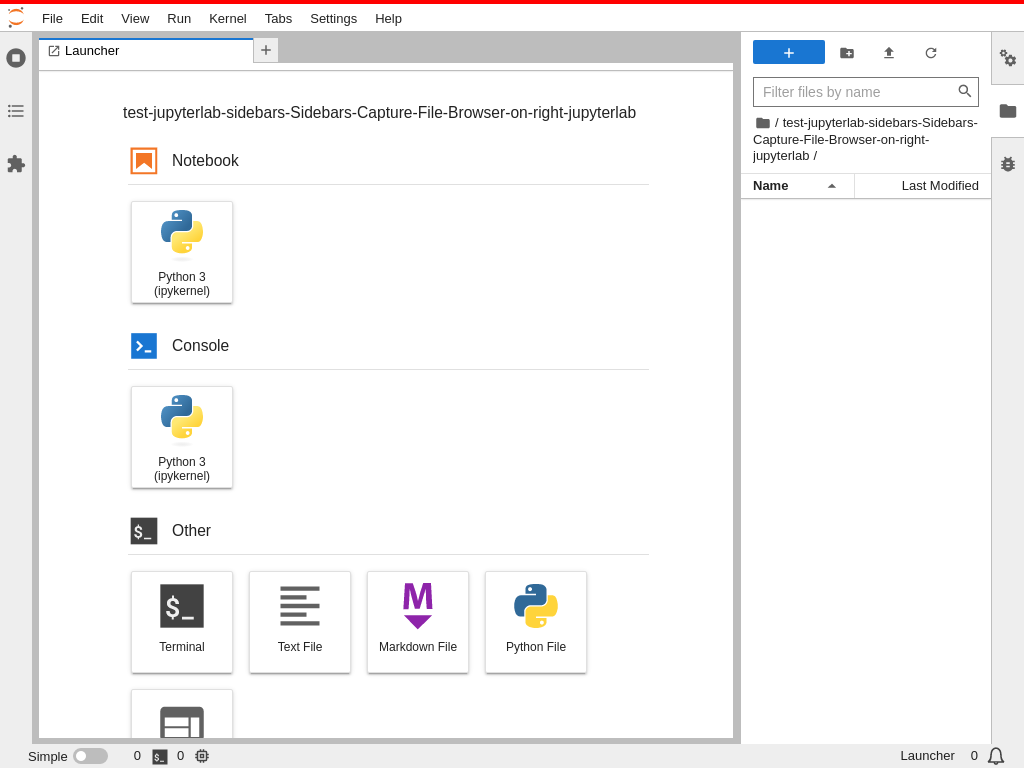 File Edit View Run Kernel Tabs Settings Help
Launcher
test-jupyterlab-sidebars-Sidebars-Capture-File-Browser-on-right-jupyterlab
Notebook
Python 3
(ipykernel)
Console
Python 3
(ipykernel)
$_ Other
$_
Terminal
Text File
M
Markdown File
Python File
Filter files by name
/ test-jupyterlab-sidebars-Sidebars-
Capture-File-Browser-on-right-
jupyterlab /
Name Last Modified
Simple 0 $_ 0 Launcher 0